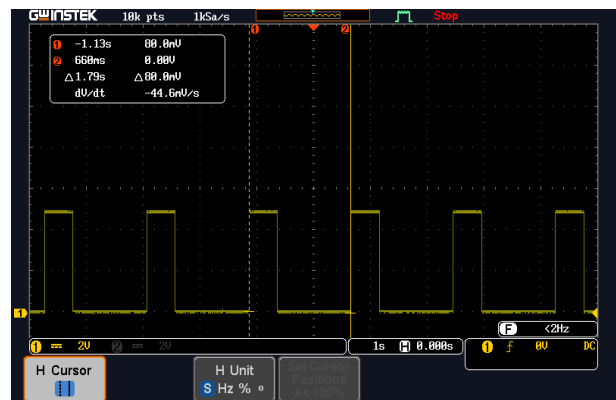 GWINSTEK 10k pts 1kSa/s Stop
1 2
1 -1.13s 80.0mV
2 660ms 0.00V
△1.79s △80.0mV
dV/dt -44.6mV/s
1
F <2Hz
1 2V 2 2V 1s H 0.000s 1 0V DC
H Cursor
H Unit
S Hz % o
Set Cursor
Positions
As 100%